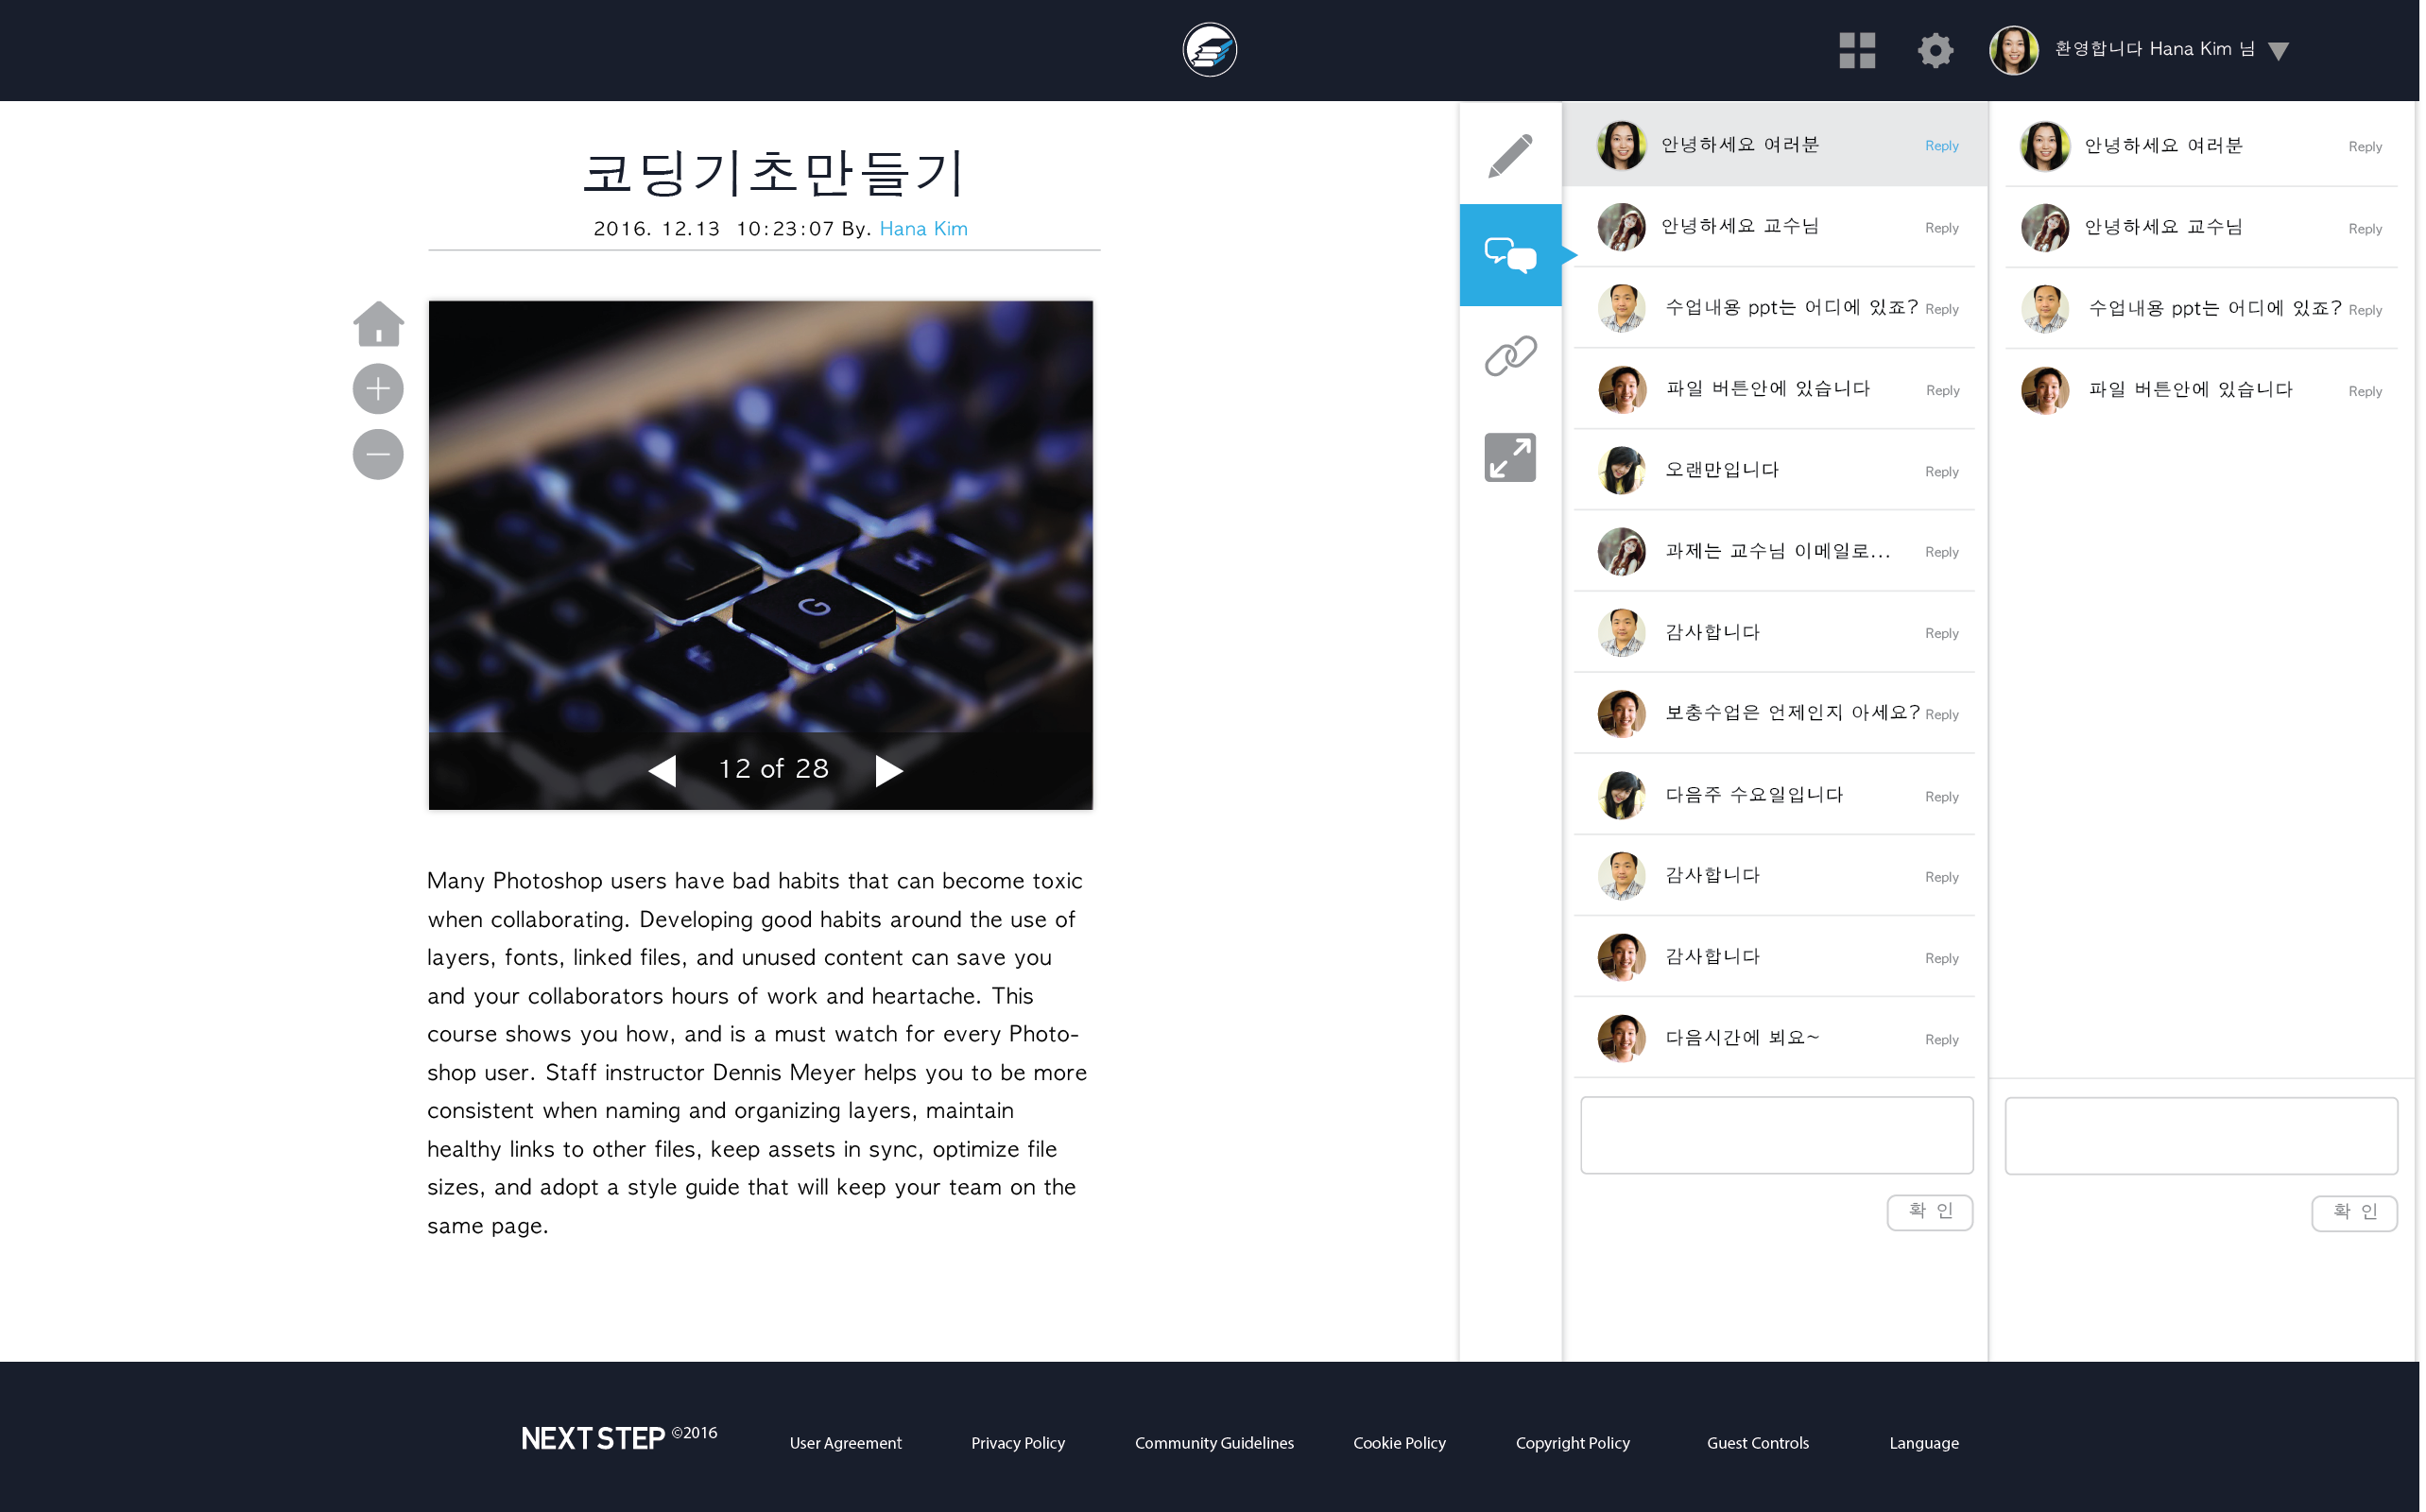 환영합니다 Hana Kim 님
코딩기초만들기
2016. 12.13 10:23:07 By. Hana Kim
G
H
12 of 28
Many Photoshop users have bad habits that can become toxic
when collaborating. Developing good habits around the use of
layers, fonts, linked files, and unused content can save you
and your collaborators hours of work and heartache. This
course shows you how, and is a must watch for every Photo-
shop user. Staff instructor Dennis Meyer helps you to be more
consistent when naming and organizing layers, maintain
healthy links to other files, keep assets in sync, optimize file
sizes, and adopt a style guide that will keep your team on the
same page.
안녕하세요 여러분 Reply
안녕하세요 교수님 Reply
수업내용 ppt는 어디에 있죠? Reply
파일 버튼안에 있습니다 Reply
오랜만입니다 Reply
과제는 교수님 이메일로... Reply
감사합니다 Reply
보충수업은 언제인지 아세요? Reply
다음주 수요일입니다 Reply
감사합니다 Reply
감사합니다 Reply
다음시간에 뵈요~ Reply
확 인
안녕하세요 여러분 Reply
안녕하세요 교수님 Reply
수업내용 ppt는 어디에 있죠? Reply
파일 버튼안에 있습니다 Reply
확 인
NEXT STEP ©2016 User Agreement Privacy Policy Community Guidelines Cookie Policy Copyright Policy Guest Controls Language